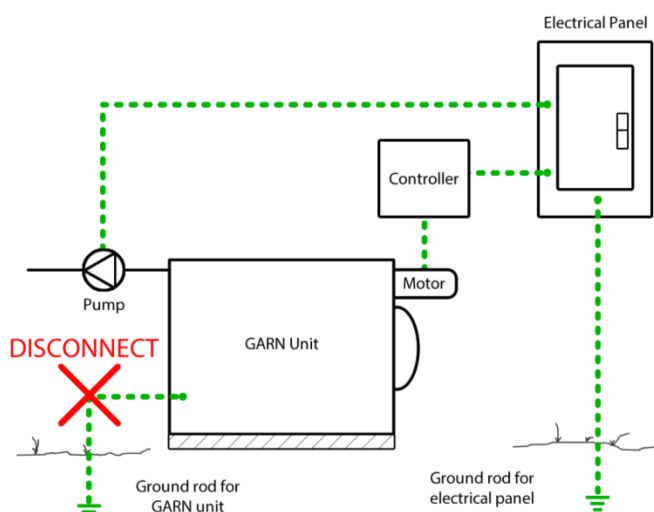 Electrical Panel
Controller
Motor
Pump
GARN Unit
DISCONNECT
Ground rod for
GARN unit
Ground rod for
electrical panel